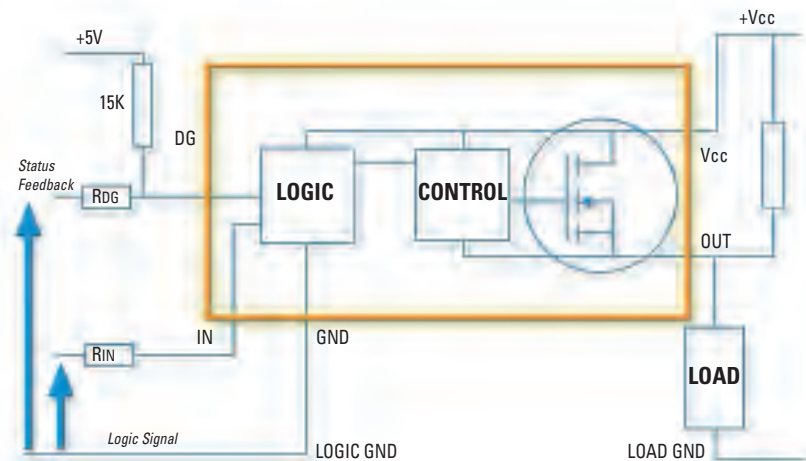 +Vcc
+5V
15K
DG
Status
Feedback
RDG
LOGIC
CONTROL
Vcc
OUT
IN
GND
RIN
LOAD
Logic Signal
LOGIC GND
LOAD GND